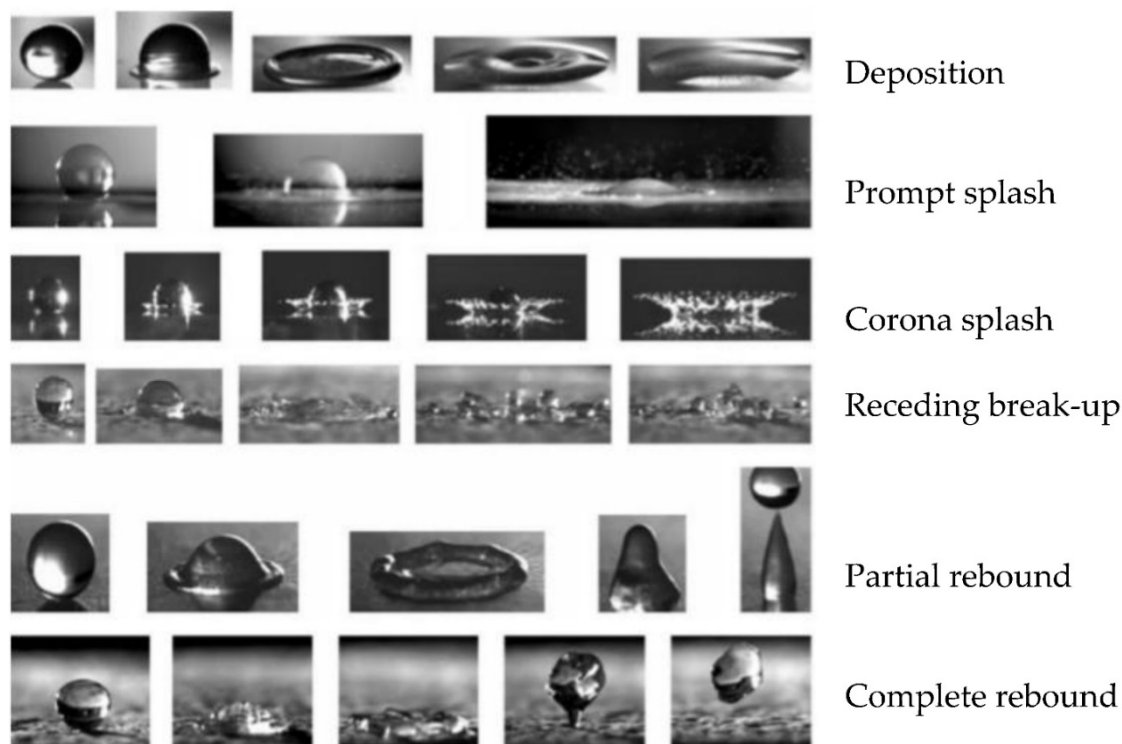 Deposition
Prompt splash
Corona splash
Receding break-up
Partial rebound
Complete rebound